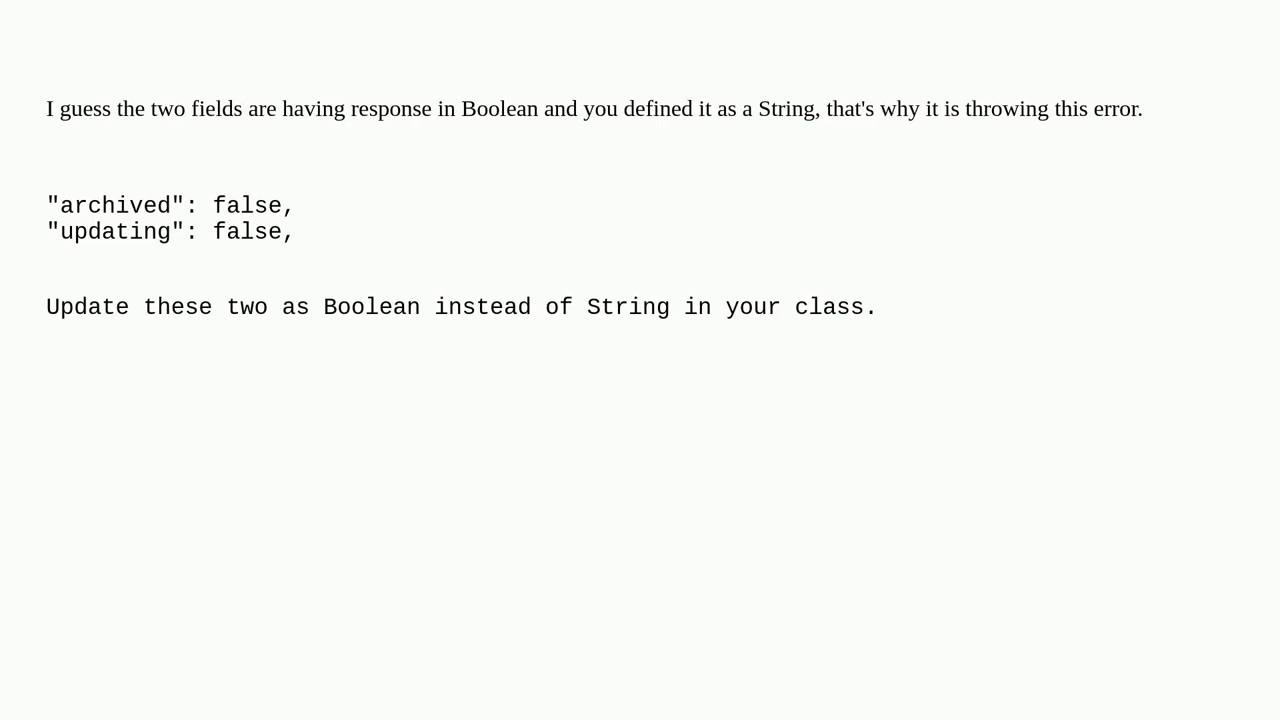 I guess the two fields are having response in Boolean and you defined it as a String, that's why it is throwing this error.
"archived": false,
"updating": false,
Update these two as Boolean instead of String in your class.